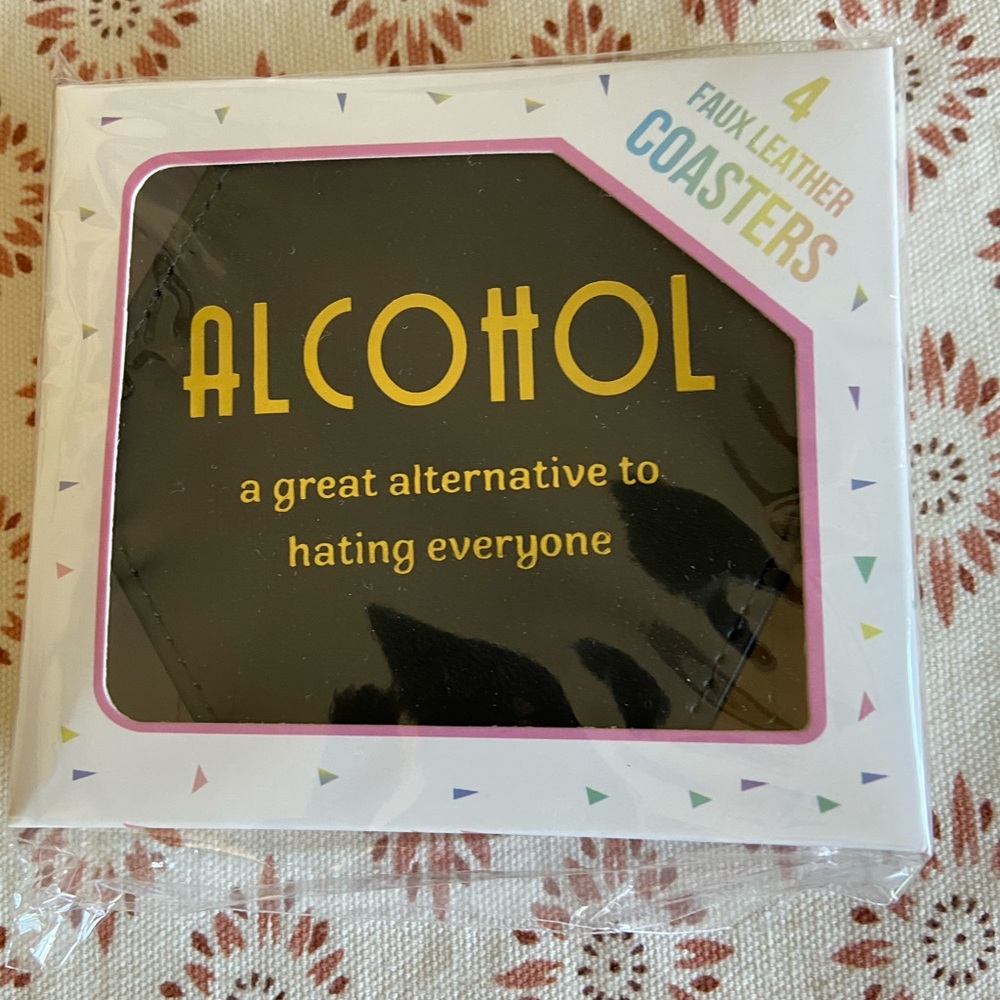 4
FAUX LEATHER
COASTERS
ALCOHOL
a great alternative to
hating everyone